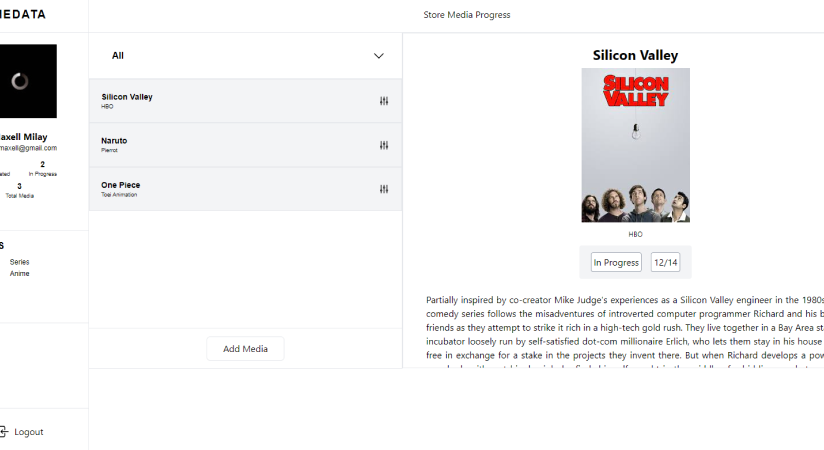 MEDATA
Store Media Progress
All
Silicon Valley
HBO
Naruto
Pierrot
One Piece
Toei Animation
axell Milay
maxell@gmail.com
2
eted In Progress
3
Total Media
S
Series
Anime
Add Media
Logout
Silicon Valley
SILICON
VALLEY
HBO
In Progress 12/14
Partially inspired by co-creator Mike Judge's experiences as a Silicon Valley engineer in the 1980s
comedy series follows the misadventures of introverted computer programmer Richard and his b
friends as they attempt to strike it rich in a high-tech gold rush. They live together in a Bay Area st
incubator loosely run by self-satisfied dot-com millionaire Erlich, who lets them stay in his house
free in exchange for a stake in the projects they invent there. But when Richard develops a pow